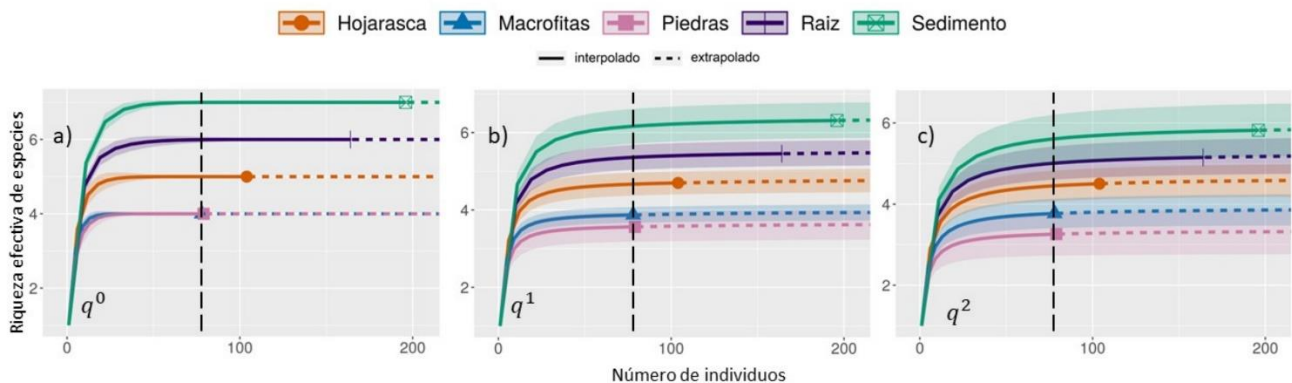 Hojarasca Macrofitas Piedras Raiz Sedimento
interpolado extrapolado
Riqueza efectiva de especies
a) b) c)
6 6 6
4 4 4
2 2 2
q⁰ q¹ q²
0 100 200 0 100 200 0 100 200
Número de individuos